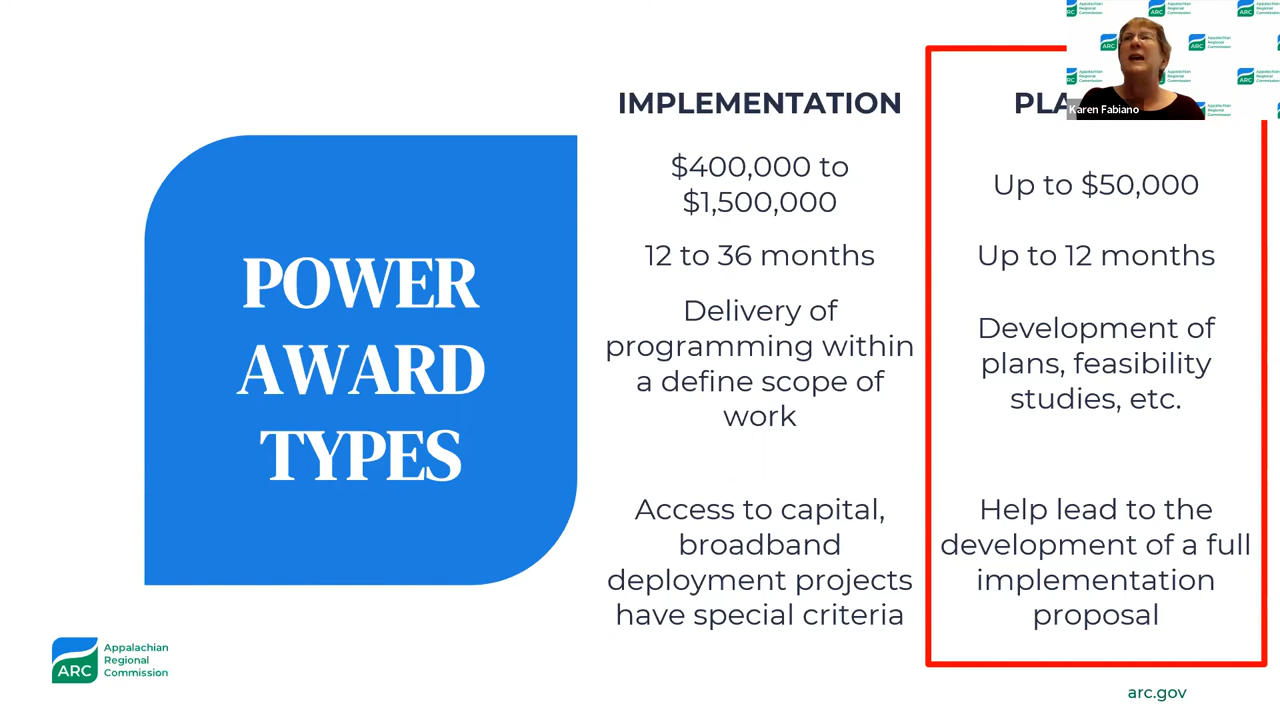 POWER
AWARD
TYPES
IMPLEMENTATION
$400,000 to
$1,500,000
12 to 36 months
Delivery of
programming within
a define scope of
work
Access to capital,
broadband
deployment projects
have special criteria
Up to $50,000
Up to 12 months
Development of
plans, feasibility
studies, etc.
Help lead to the
development of a full
implementation
proposal
Karen Fabiano
ARC
Appalachian
Regional
Commission
arc.gov